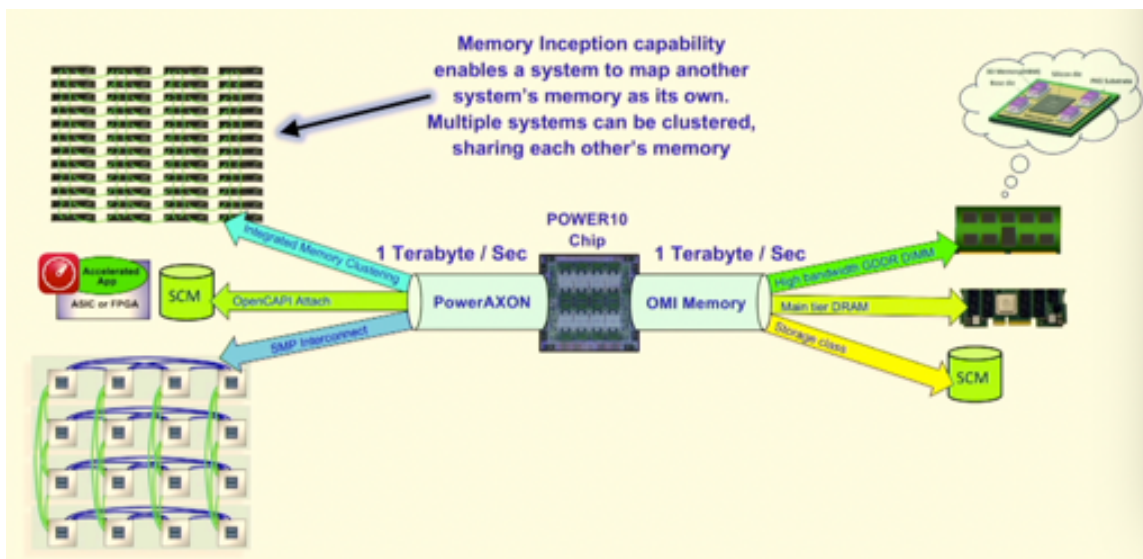 Memory Inception capability
enables a system to map another
system's memory as its own.
Multiple systems can be clustered,
sharing each other's memory
POWER10
Chip
1 Terabyte / Sec
1 Terabyte / Sec
Integrated Memory Clustering
High bandwidth GDDR DIMM
Accelerated
App
ASIC or FPGA
SCM
OpenCAPI Attach
PowerAXON
OMI Memory
Main tier DRAM
SMP Interconnect
Storage class
SCM